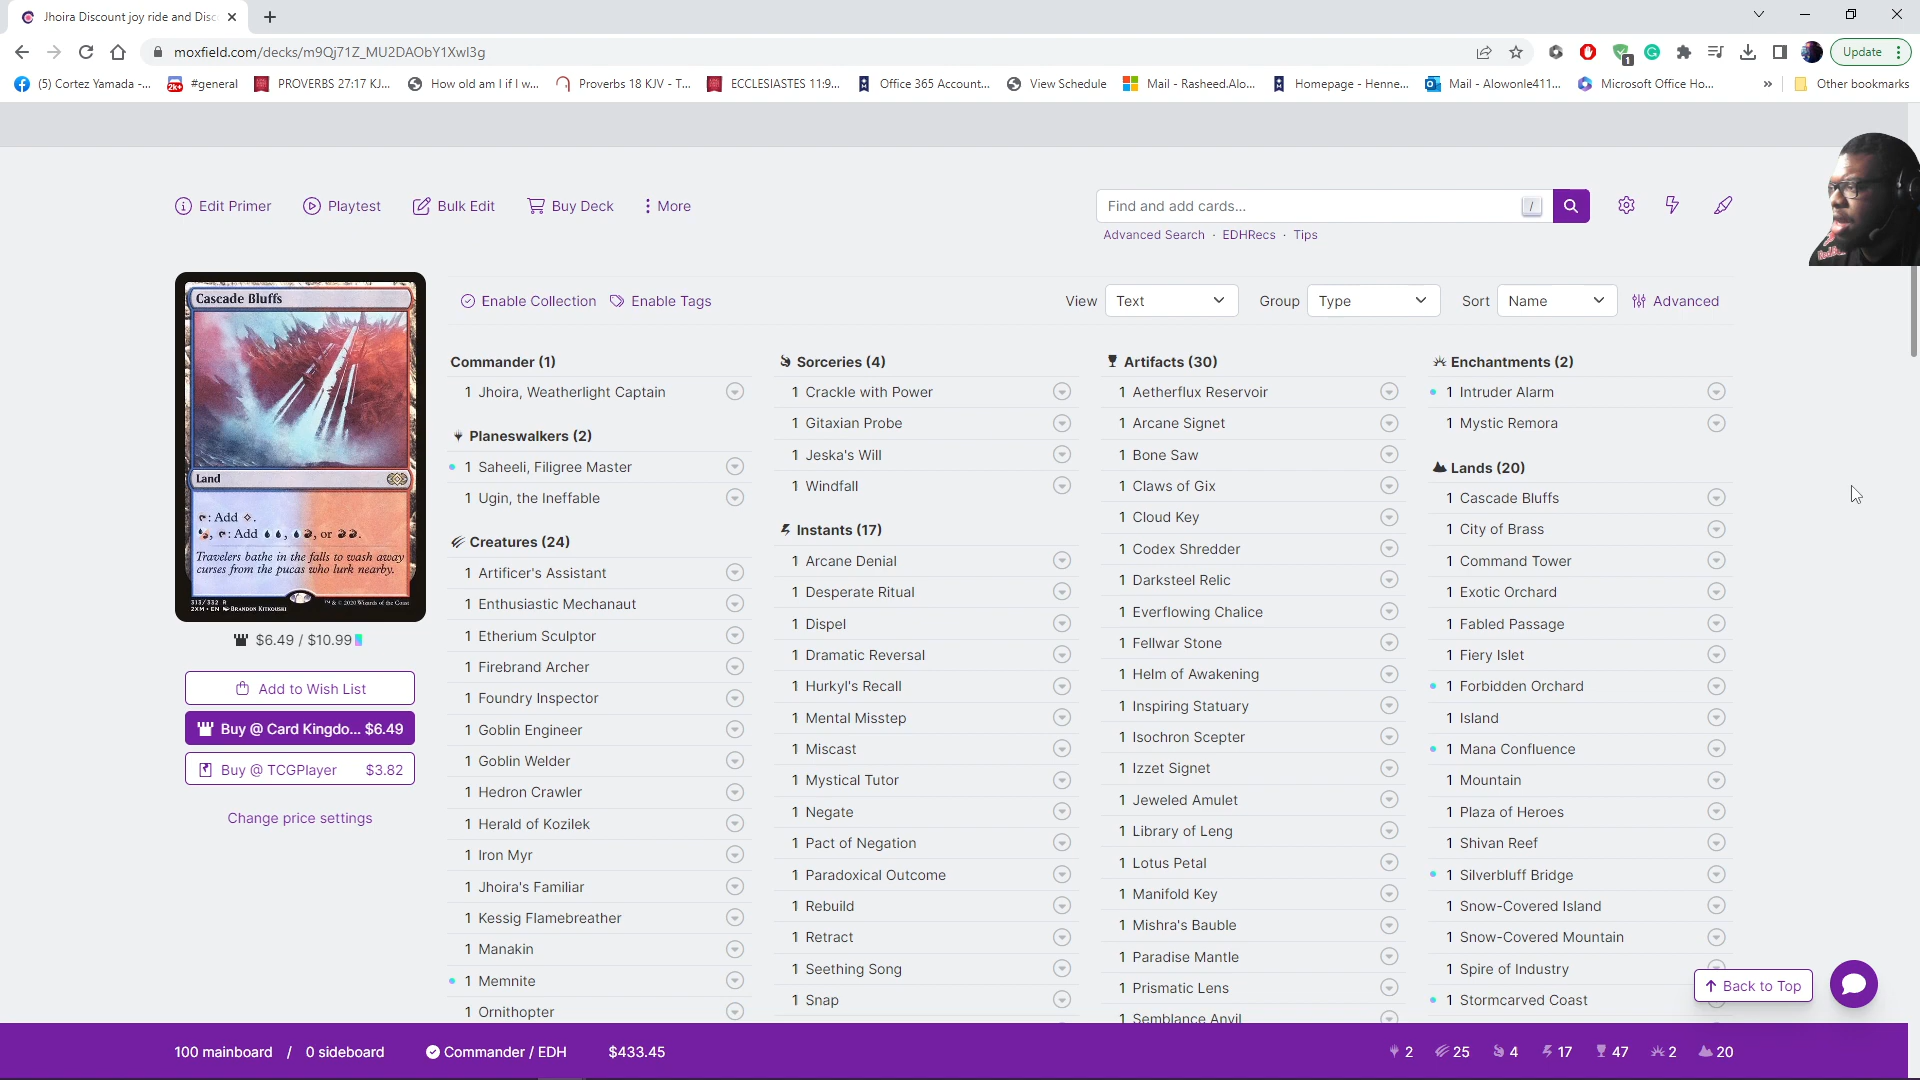 Jhoira Discount joy ride and Disc
moxfield.com/decks/m9Qj71Z_MU2DAObY1Xwl3g
Update
(5) Cortez Yamada -...
#general
PROVERBS 27:17 KJ...
How old am I if I w...
Proverbs 18 KJV - T...
ECCLESIASTES 11:9...
Office 365 Account...
View Schedule
Mail - Rasheed.Alo...
Homepage - Henne...
Mail - Alowonle411...
Microsoft Office Ho...
»
Other bookmarks
Edit Primer
Playtest
Bulk Edit
Buy Deck
More
Find and add cards...
/
Advanced Search · EDHRecs · Tips
Cascade Bluffs
Land
: Add .
, : Add , , or .
Travelers bathe in the falls to wash away
curses from the pucas who lurk nearby.
313/332 R
2XM • EN Brandon Kitkouski
™ & © 2020 Wizards of the Coast
$6.49 / $10.99
Add to Wish List
Buy @ Card Kingdo... $6.49
Buy @ TCGPlayer $3.82
Change price settings
Enable Collection
Enable Tags
View
Text
Group
Type
Sort
Name
Advanced
Commander (1)
1 Jhoira, Weatherlight Captain
Planeswalkers (2)
1 Saheeli, Filigree Master
1 Ugin, the Ineffable
Creatures (24)
1 Artificer's Assistant
1 Enthusiastic Mechanaut
1 Etherium Sculptor
1 Firebrand Archer
1 Foundry Inspector
1 Goblin Engineer
1 Goblin Welder
1 Hedron Crawler
1 Herald of Kozilek
1 Iron Myr
1 Jhoira's Familiar
1 Kessig Flamebreather
1 Manakin
1 Memnite
1 Ornithopter
Sorceries (4)
1 Crackle with Power
1 Gitaxian Probe
1 Jeska's Will
1 Windfall
Instants (17)
1 Arcane Denial
1 Desperate Ritual
1 Dispel
1 Dramatic Reversal
1 Hurkyl's Recall
1 Mental Misstep
1 Miscast
1 Mystical Tutor
1 Negate
1 Pact of Negation
1 Paradoxical Outcome
1 Rebuild
1 Retract
1 Seething Song
1 Snap
Artifacts (30)
1 Aetherflux Reservoir
1 Arcane Signet
1 Bone Saw
1 Claws of Gix
1 Cloud Key
1 Codex Shredder
1 Darksteel Relic
1 Everflowing Chalice
1 Fellwar Stone
1 Helm of Awakening
1 Inspiring Statuary
1 Isochron Scepter
1 Izzet Signet
1 Jeweled Amulet
1 Library of Leng
1 Lotus Petal
1 Manifold Key
1 Mishra's Bauble
1 Paradise Mantle
1 Prismatic Lens
1 Semblance Anvil
Enchantments (2)
1 Intruder Alarm
1 Mystic Remora
Lands (20)
1 Cascade Bluffs
1 City of Brass
1 Command Tower
1 Exotic Orchard
1 Fabled Passage
1 Fiery Islet
1 Forbidden Orchard
1 Island
1 Mana Confluence
1 Mountain
1 Plaza of Heroes
1 Shivan Reef
1 Silverbluff Bridge
1 Snow-Covered Island
1 Snow-Covered Mountain
1 Spire of Industry
1 Stormcarved Coast
Back to Top
100 mainboard / 0 sideboard
Commander / EDH
$433.45
2 25 4 17 47 2 20